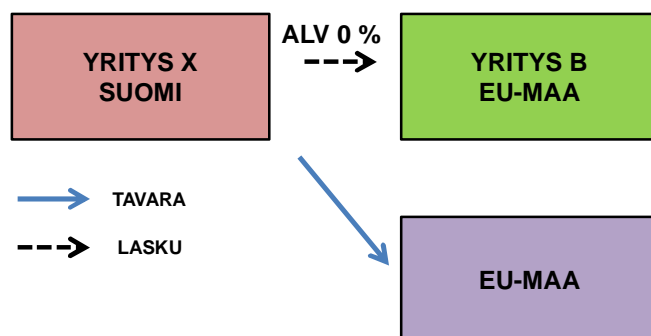 ALV 0 %
YRITYS X
SUOMI
YRITYS B
EU-MAA
TAVARA
LASKU
EU-MAA